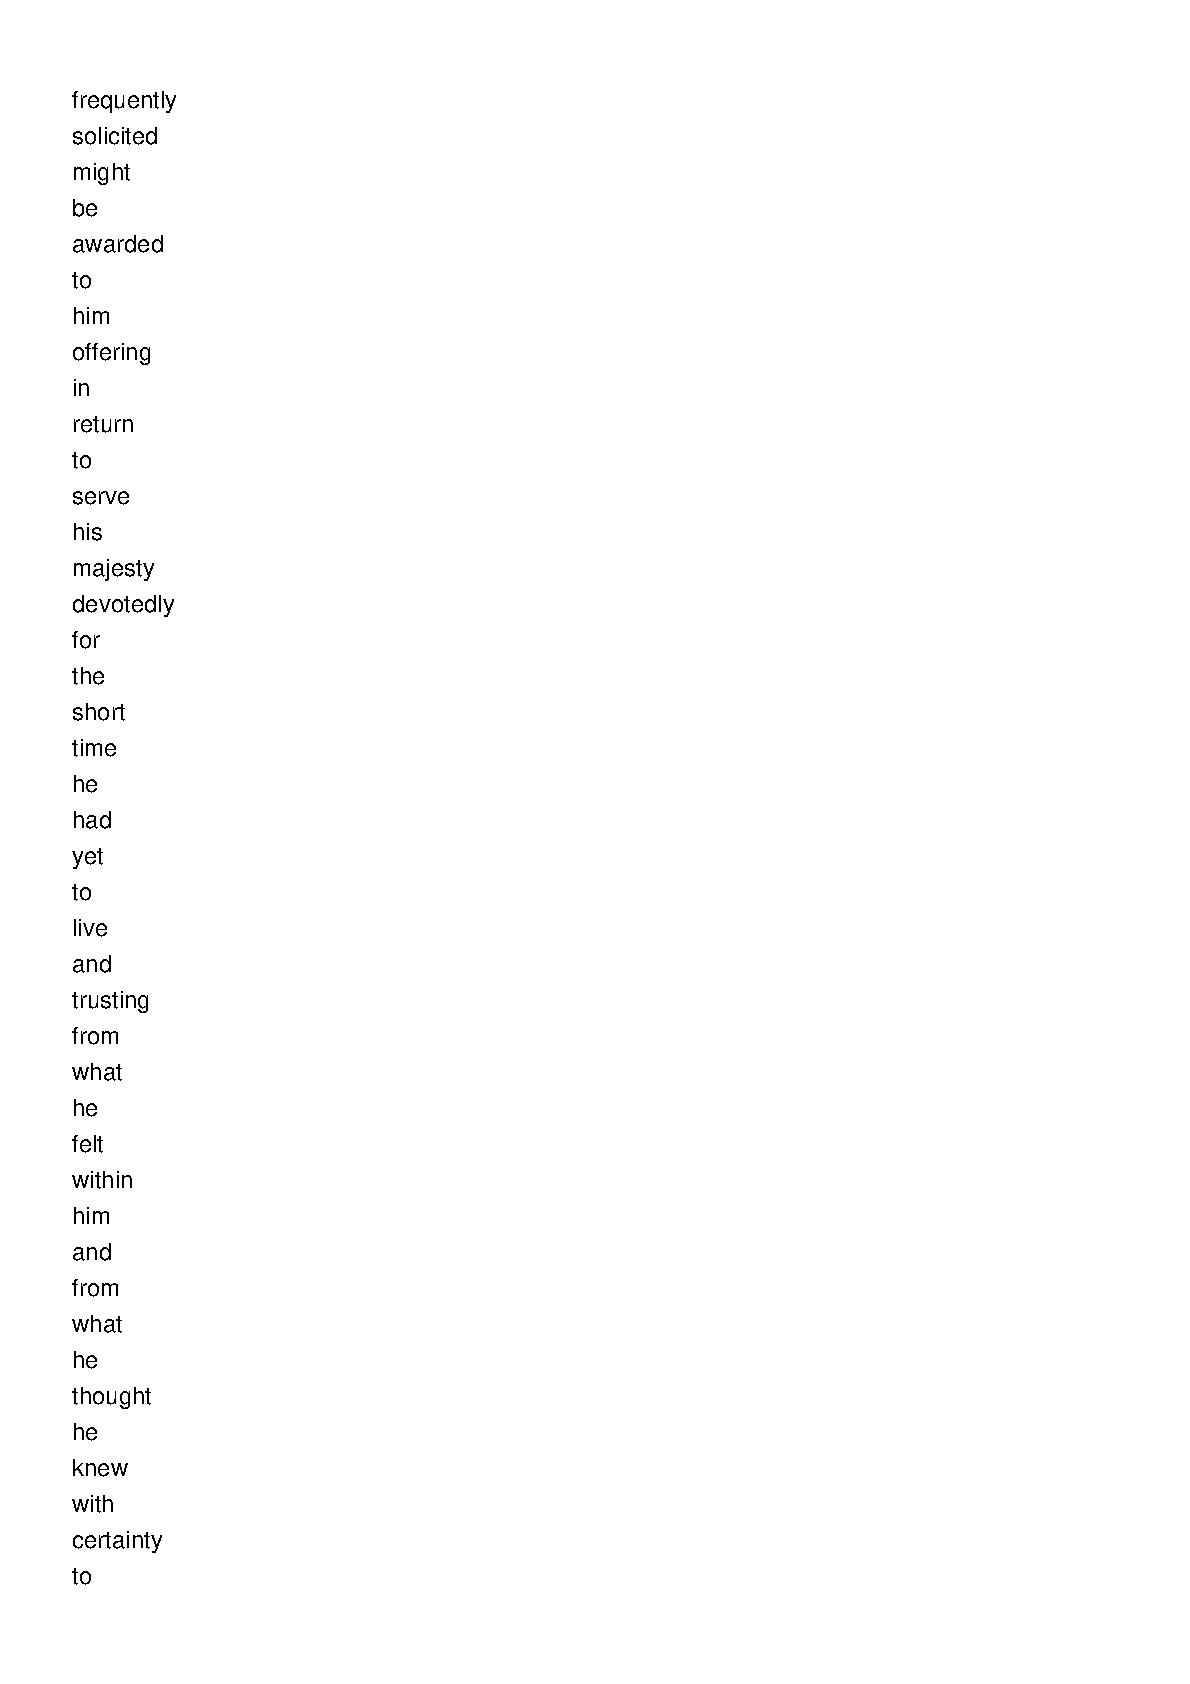 frequently
solicited
might
be
awarded
to
him
offering
in
return
to
serve
his
majesty
devotedly
for
the
short
time
he
had
yet
to
live
and
trusting
from
what
he
felt
within
him
and
from
what
he
thought
he
knew
with
certainty
to